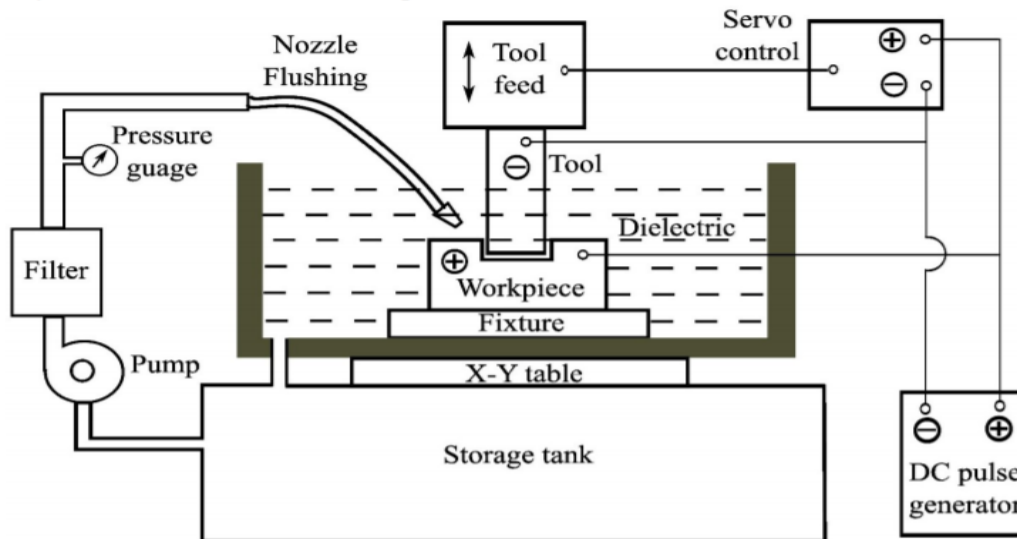 Nozzle
Flushing
Tool
feed
Servo
control
+
−
Pressure
guage
−
Tool
Dielectric
Filter
+
Workpiece
Fixture
Pump
X-Y table
Storage tank
−
+
DC pulse
generator